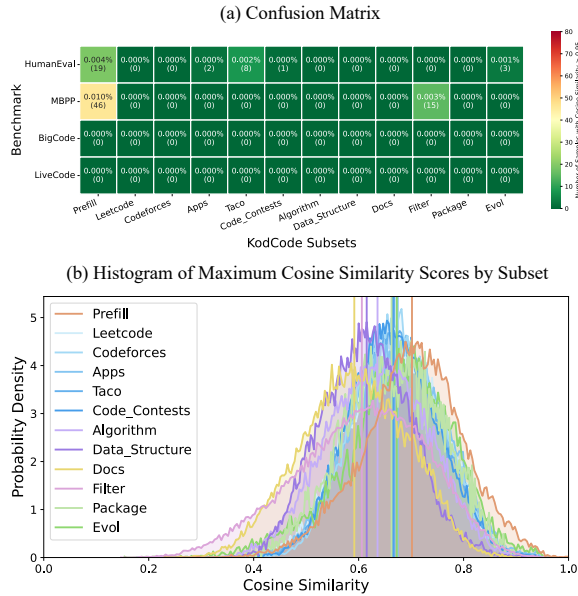 (a) Confusion Matrix
Benchmark
HumanEval 0.004% 0.000% 0.000% 0.000% 0.002% 0.000% 0.000% 0.000% 0.000% 0.000% 0.000% 0.001%
(19) (0) (0) (2) (8) (1) (0) (0) (0) (0) (0) (3)
MBPP 0.010% 0.000% 0.000% 0.000% 0.000% 0.000% 0.000% 0.000% 0.000% 0.003% 0.000% 0.000%
(46) (0) (0) (0) (0) (0) (0) (0) (0) (15) (0) (0)
BigCode 0.000% 0.000% 0.000% 0.000% 0.000% 0.000% 0.000% 0.000% 0.000% 0.000% 0.000% 0.000%
(0) (0) (0) (0) (0) (0) (0) (0) (0) (0) (0) (0)
LiveCode 0.000% 0.000% 0.000% 0.000% 0.000% 0.000% 0.000% 0.000% 0.000% 0.000% 0.000% 0.000%
(0) (0) (0) (0) (0) (0) (0) (0) (0) (0) (0) (0)
Prefill Leetcode Codeforces Apps Taco Code_Contests Algorithm Data_Structure Docs Filter Package Evol
KodCode Subsets
80
70
60
50
40
30
20
10
0
Number of Samples with Cosine Similarity
(b) Histogram of Maximum Cosine Similarity Scores by Subset
Probability Density
5
4
3
2
1
0
Prefill
Leetcode
Codeforces
Apps
Taco
Code_Contests
Algorithm
Data_Structure
Docs
Filter
Package
Evol
0.0 0.2 0.4 0.6 0.8 1.0
Cosine Similarity